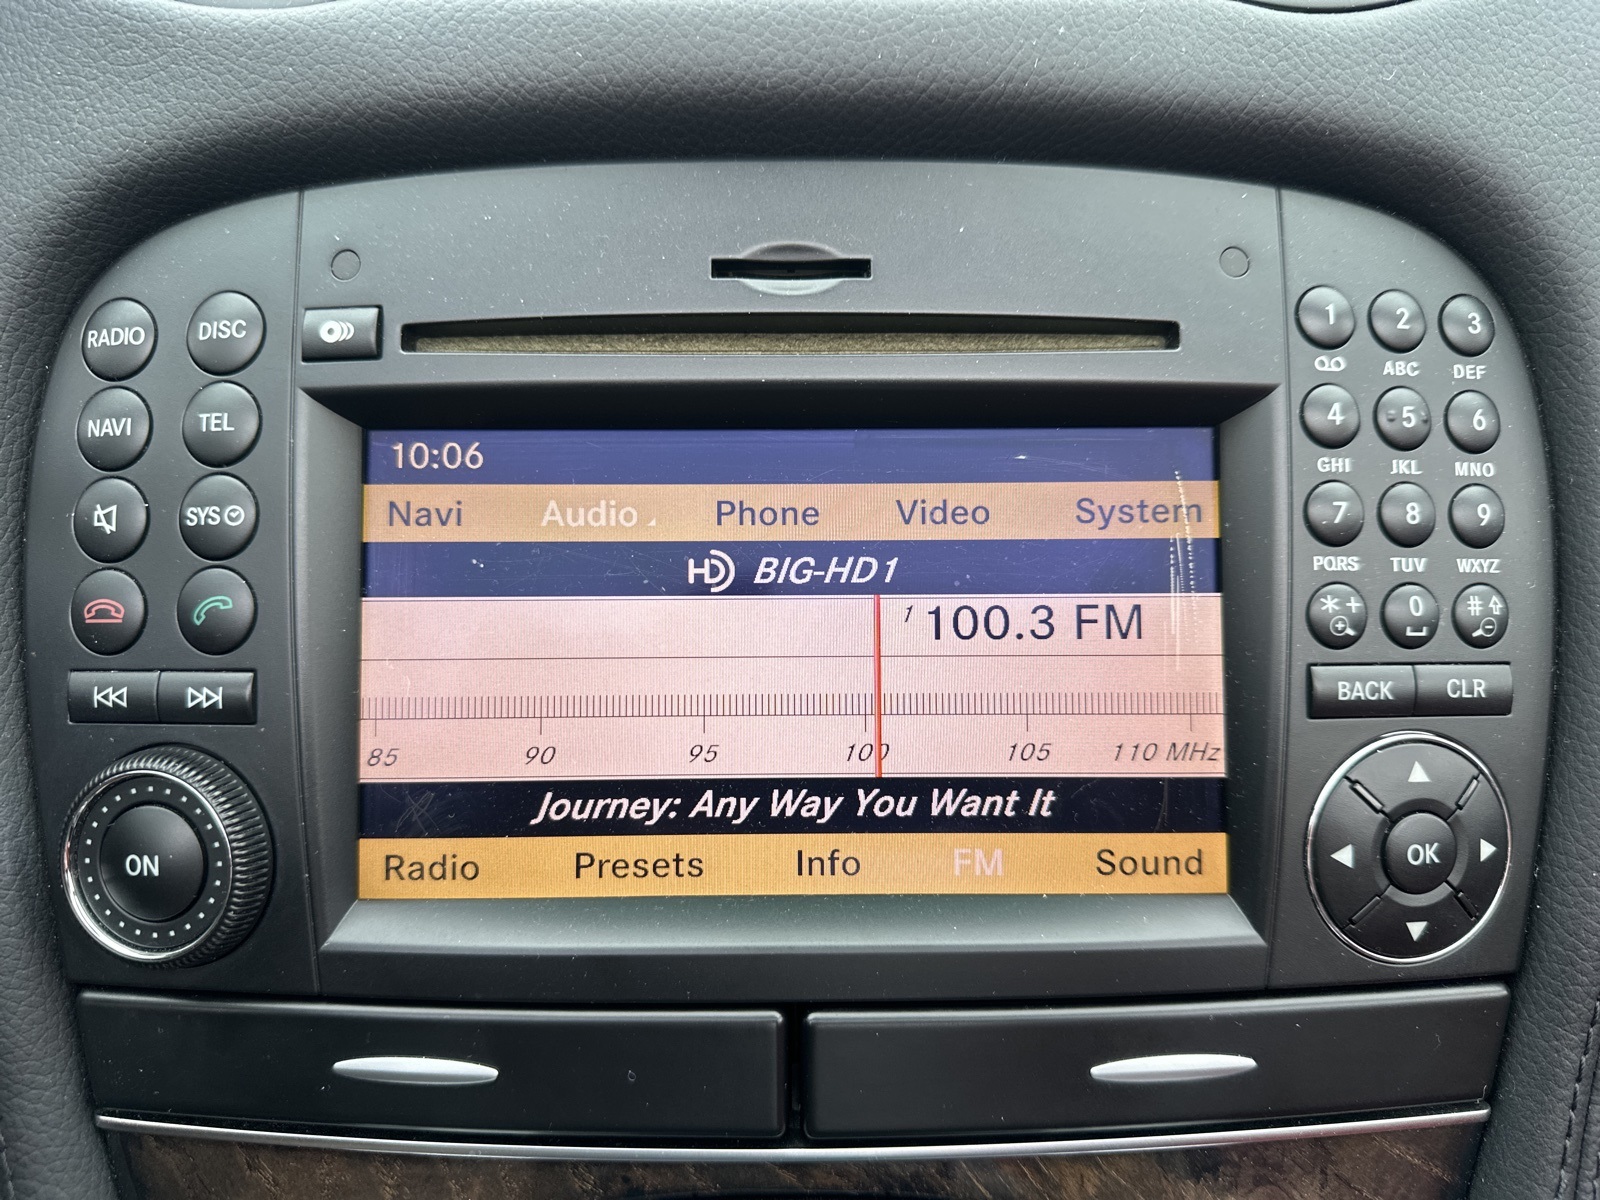 RADIO DISC
NAVI TEL
SYS
ON
10:06
Navi Audio Phone Video System
HD BIG-HD1
1 100.3 FM
85 90 95 100 105 110 MHz
Journey: Any Way You Want It
Radio Presets Info FM Sound
1 2 3
ABC DEF
4 5 6
GHI JKL MNO
7 8 9
PQRS TUV WXYZ
* + 0 #
BACK CLR
OK